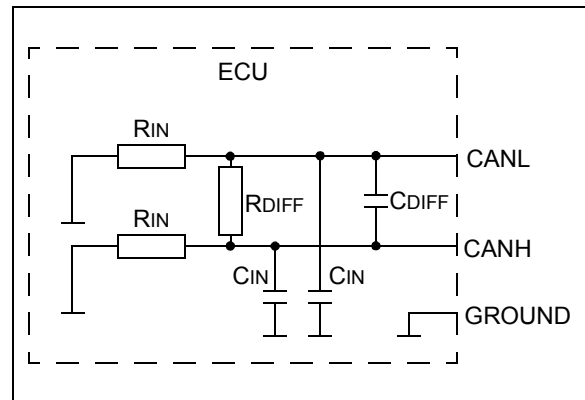 ECU
RIN
CANL
RDIFF
CDIFF
RIN
CANH
CIN
CIN
GROUND